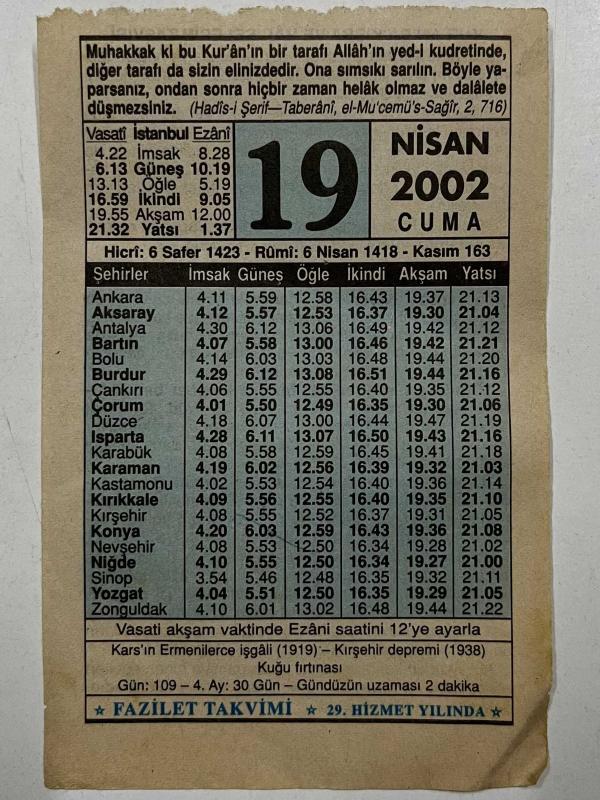 Muhakkak ki bu Kur'ân'ın bir tarafı Allâh'ın yed-i kudretinde,
diğer tarafı da sizin elinizdedir. Ona sımsıkı sarılın. Böyle ya-
parsanız, ondan sonra hiçbir zaman helâk olmaz ve dalâlete
düşmezsiniz. (Hadîs-i Şerif—Taberânî, el-Mu'cemü's-Sağîr, 2, 716)
Vasatî İstanbul Ezânî
4.22 İmsak 8.28
6.13 Güneş 10.19
13.13 Öğle 5.19
16.59 İkindi 9.05
19.55 Akşam 12.00
21.32 Yatsı 1.37
19
NİSAN
2002
CUMA
Hicrî: 6 Safer 1423 - Rûmî: 6 Nisan 1418 - Kasım 163
Şehirler İmsak Güneş Öğle İkindi Akşam Yatsı
Ankara 4.11 5.59 12.58 16.43 19.37 21.13
Aksaray 4.12 5.57 12.53 16.37 19.30 21.04
Antalya 4.30 6.12 13.06 16.49 19.42 21.12
Bartın 4.07 5.58 13.00 16.46 19.42 21.21
Bolu 4.14 6.03 13.03 16.48 19.44 21.20
Burdur 4.29 6.12 13.08 16.51 19.44 21.16
Çankırı 4.06 5.55 12.55 16.40 19.35 21.12
Çorum 4.01 5.50 12.49 16.35 19.30 21.06
Düzce 4.18 6.07 13.00 16.44 19.47 21.19
Isparta 4.28 6.11 13.07 16.50 19.43 21.16
Karabük 4.08 5.58 12.59 16.45 19.41 21.18
Karaman 4.19 6.02 12.56 16.39 19.32 21.03
Kastamonu 4.02 5.53 12.54 16.40 19.36 21.14
Kırıkkale 4.09 5.56 12.55 16.40 19.35 21.10
Kırşehir 4.08 5.55 12.52 16.37 19.31 21.05
Konya 4.20 6.03 12.59 16.43 19.36 21.08
Nevşehir 4.08 5.53 12.50 16.34 19.28 21.02
Niğde 4.10 5.55 12.50 16.34 19.27 21.00
Sinop 3.54 5.46 12.48 16.35 19.32 21.11
Yozgat 4.04 5.51 12.50 16.35 19.29 21.05
Zonguldak 4.10 6.01 13.02 16.48 19.44 21.22
Vasati akşam vaktinde Ezâni saatini 12'ye ayarla
Kars'ın Ermenilerce işgâli (1919) – Kırşehir depremi (1938)
Kuğu fırtınası
Gün: 109 – 4. Ay: 30 Gün – Gündüzün uzaması 2 dakika
☆ FAZİLET TAKVİMİ ☆ 29. HİZMET YILINDA ☆